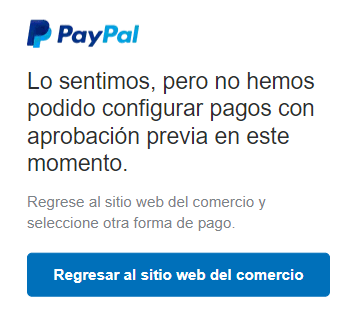 PayPal
Lo sentimos, pero no hemos
podido configurar pagos con
aprobación previa en este
momento.
Regrese al sitio web del comercio y
seleccione otra forma de pago.
Regresar al sitio web del comercio